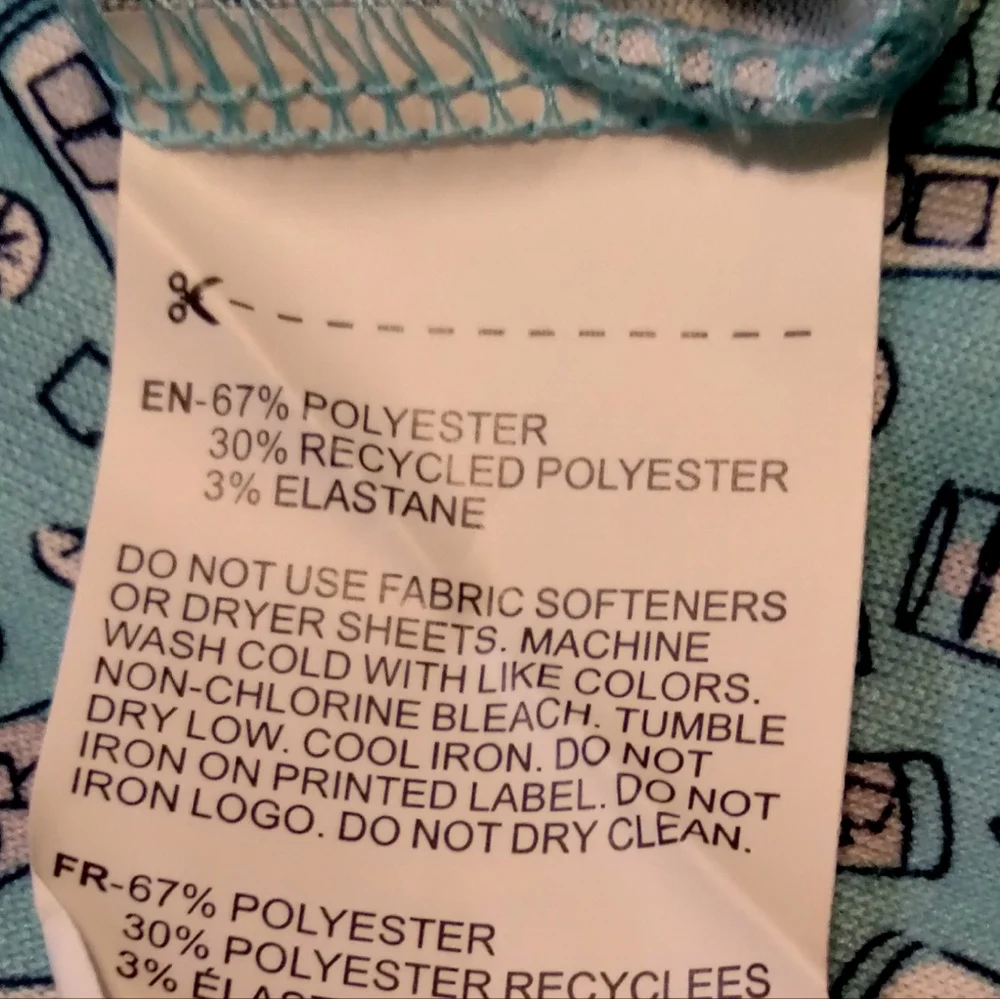 EN-67% POLYESTER
30% RECYCLED POLYESTER
3% ELASTANE
DO NOT USE FABRIC SOFTENERS
OR DRYER SHEETS. MACHINE
WASH COLD WITH LIKE COLORS.
NON-CHLORINE BLEACH. TUMBLE
DRY LOW. COOL IRON. DO NOT
IRON ON PRINTED LABEL. DO NOT
IRON LOGO. DO NOT DRY CLEAN.
FR-67% POLYESTER
30% POLYESTER RECYCLEES
3%